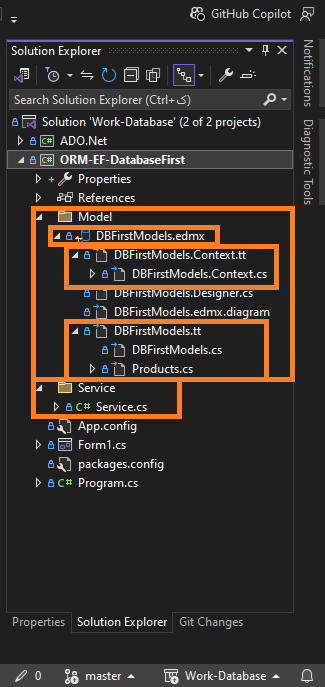 GitHub Copilot
Solution Explorer
Search Solution Explorer (Ctrl+ک)
Solution 'Work-Database' (2 of 2 projects)
ADO.Net
ORM-EF-DatabaseFirst
Properties
References
Model
DBFirstModels.edmx
DBFirstModels.Context.tt
DBFirstModels.Context.cs
DBFirstModels.Designer.cs
DBFirstModels.edmx.diagram
DBFirstModels.tt
DBFirstModels.cs
Products.cs
Service
C# Service.cs
App.config
Form1.cs
packages.config
C# Program.cs
Properties Solution Explorer Git Changes
0 master Work-Database
Notifications
Diagnostic Tools